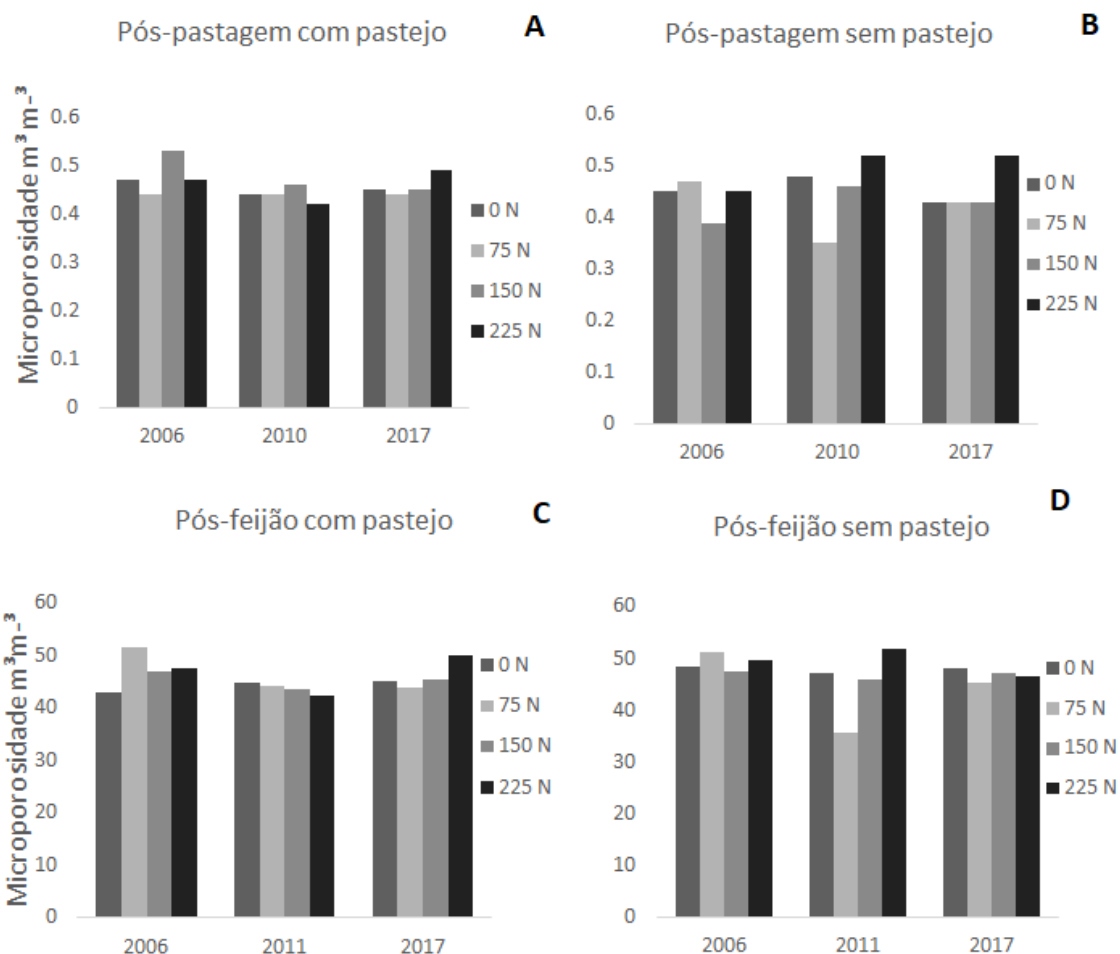 Pós-pastagem com pastejo
A
Microporosidade m³ m-³
0.6
0.5
0.4
0.3
0.2
0.1
0
2006 2010 2017
0 N
75 N
150 N
225 N
Pós-pastagem sem pastejo
B
0.6
0.5
0.4
0.3
0.2
0.1
0
2006 2010 2017
0 N
75 N
150 N
225 N
Pós-feijão com pastejo
C
Microporosidade m³m-³
60
50
40
30
20
10
0
2006 2011 2017
0 N
75 N
150 N
225 N
Pós-feijão sem pastejo
D
60
50
40
30
20
10
0
2006 2011 2017
0 N
75 N
150 N
225 N